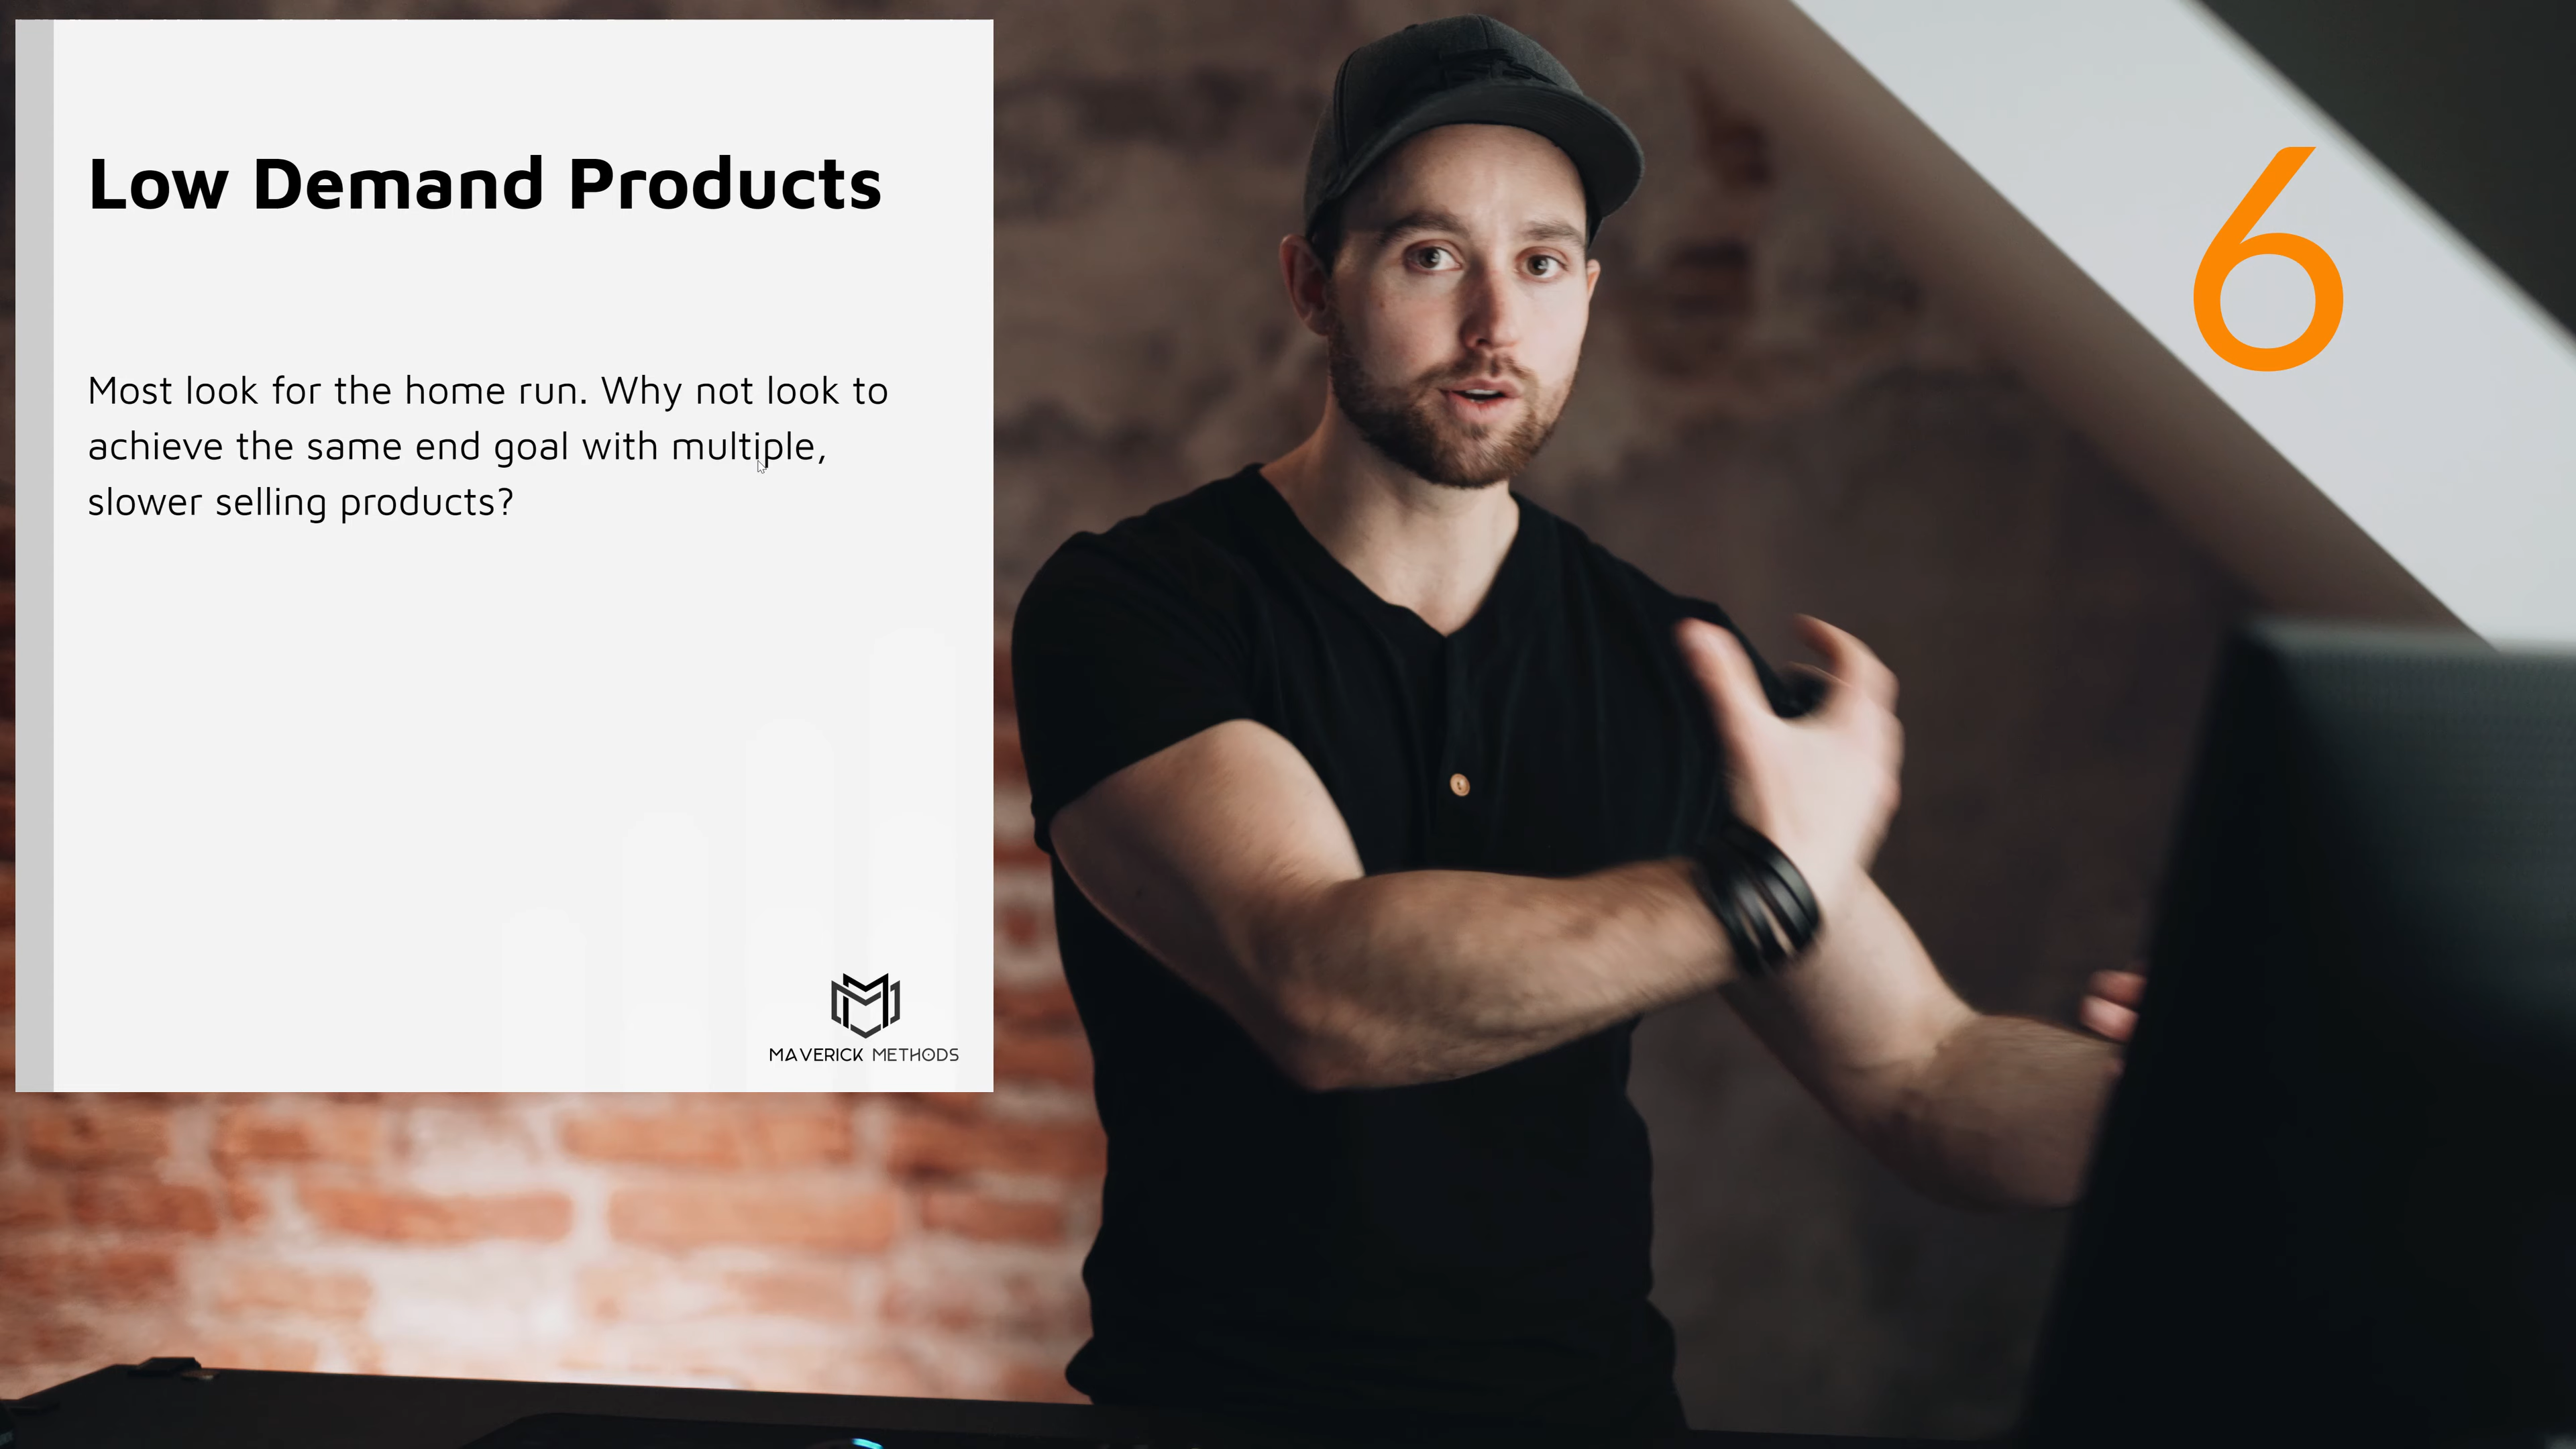 Low Demand Products
Most look for the home run. Why not look to
achieve the same end goal with multiple,
slower selling products?
MAVERICK METHODS
6